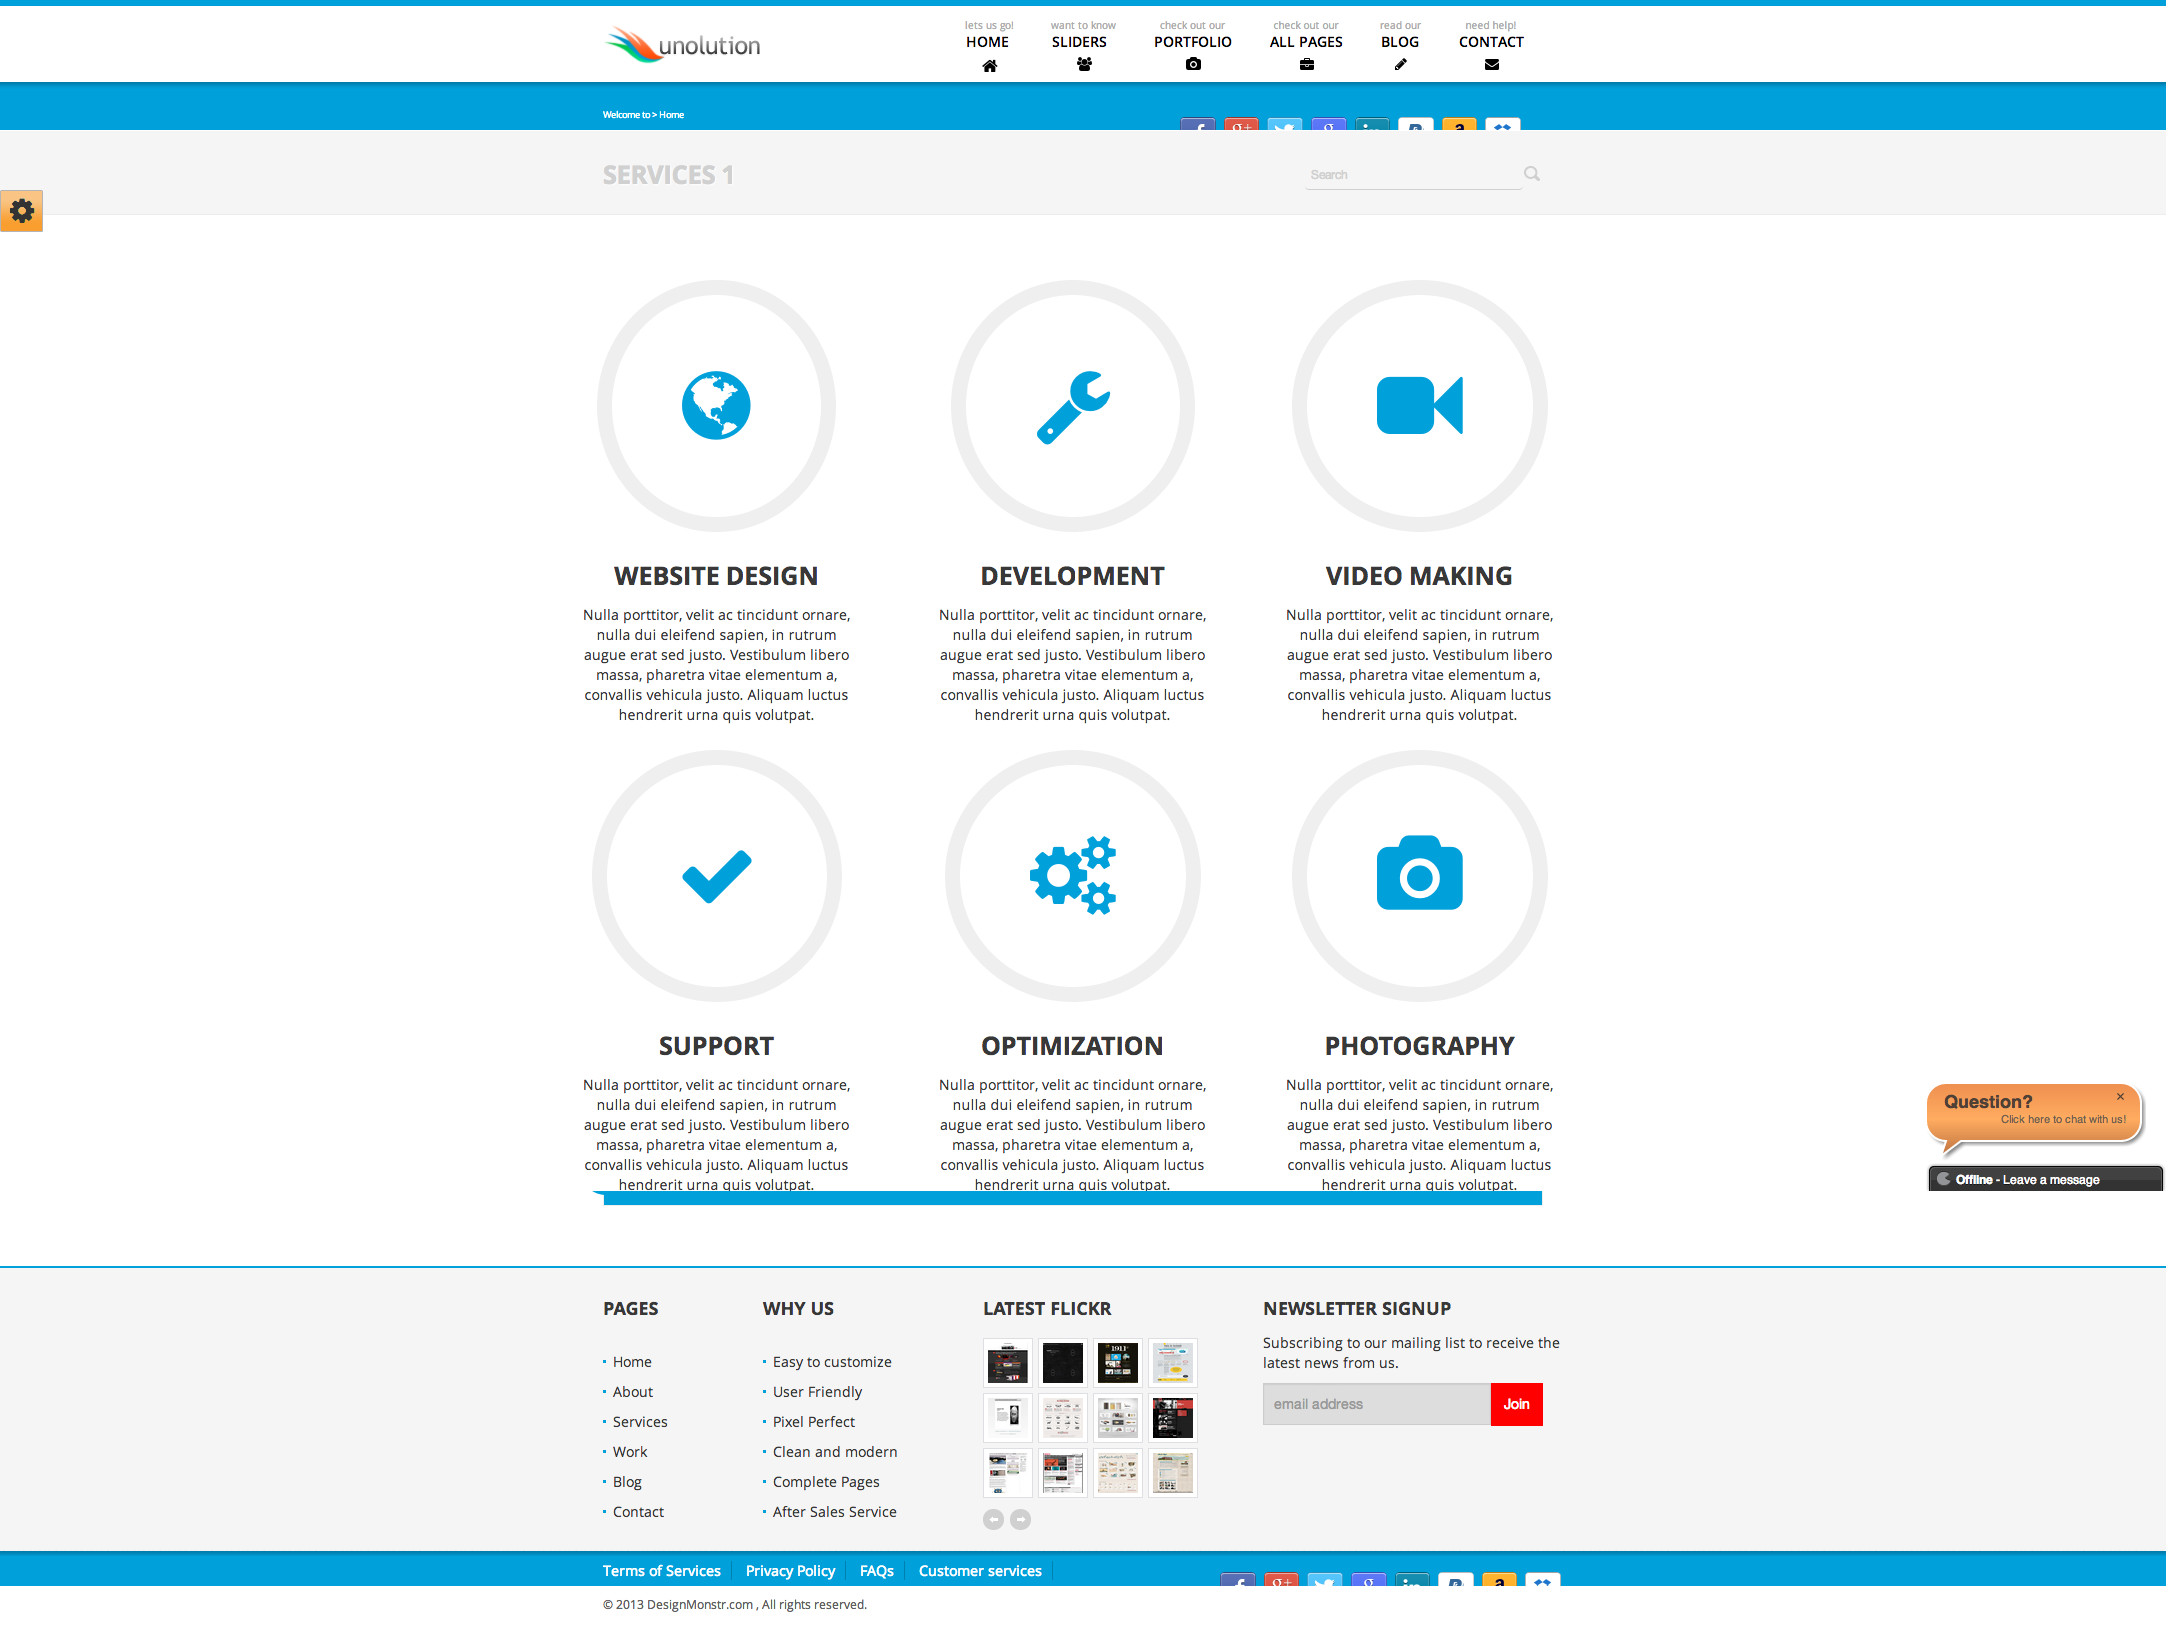 unolution
lets us go!
HOME
want to know
SLIDERS
check out our
PORTFOLIO
check out our
ALL PAGES
read our
BLOG
need help!
CONTACT
Welcome to > Home
SERVICES 1
Search
WEBSITE DESIGN
Nulla porttitor, velit ac tincidunt ornare,
nulla dui eleifend sapien, in rutrum
augue erat sed justo. Vestibulum libero
massa, pharetra vitae elementum a,
convallis vehicula justo. Aliquam luctus
hendrerit urna quis volutpat.
DEVELOPMENT
Nulla porttitor, velit ac tincidunt ornare,
nulla dui eleifend sapien, in rutrum
augue erat sed justo. Vestibulum libero
massa, pharetra vitae elementum a,
convallis vehicula justo. Aliquam luctus
hendrerit urna quis volutpat.
VIDEO MAKING
Nulla porttitor, velit ac tincidunt ornare,
nulla dui eleifend sapien, in rutrum
augue erat sed justo. Vestibulum libero
massa, pharetra vitae elementum a,
convallis vehicula justo. Aliquam luctus
hendrerit urna quis volutpat.
SUPPORT
Nulla porttitor, velit ac tincidunt ornare,
nulla dui eleifend sapien, in rutrum
augue erat sed justo. Vestibulum libero
massa, pharetra vitae elementum a,
convallis vehicula justo. Aliquam luctus
hendrerit urna quis volutpat.
OPTIMIZATION
Nulla porttitor, velit ac tincidunt ornare,
nulla dui eleifend sapien, in rutrum
augue erat sed justo. Vestibulum libero
massa, pharetra vitae elementum a,
convallis vehicula justo. Aliquam luctus
hendrerit urna quis volutpat.
PHOTOGRAPHY
Nulla porttitor, velit ac tincidunt ornare,
nulla dui eleifend sapien, in rutrum
augue erat sed justo. Vestibulum libero
massa, pharetra vitae elementum a,
convallis vehicula justo. Aliquam luctus
hendrerit urna quis volutpat.
Question?
Click here to chat with us!
Offline - Leave a message
PAGES
Home
About
Services
Work
Blog
Contact
WHY US
Easy to customize
User Friendly
Pixel Perfect
Clean and modern
Complete Pages
After Sales Service
LATEST FLICKR
1911
NEWSLETTER SIGNUP
Subscribing to our mailing list to receive the
latest news from us.
email address
Join
Terms of Services
Privacy Policy
FAQs
Customer services
© 2013 DesignMonstr.com , All rights reserved.